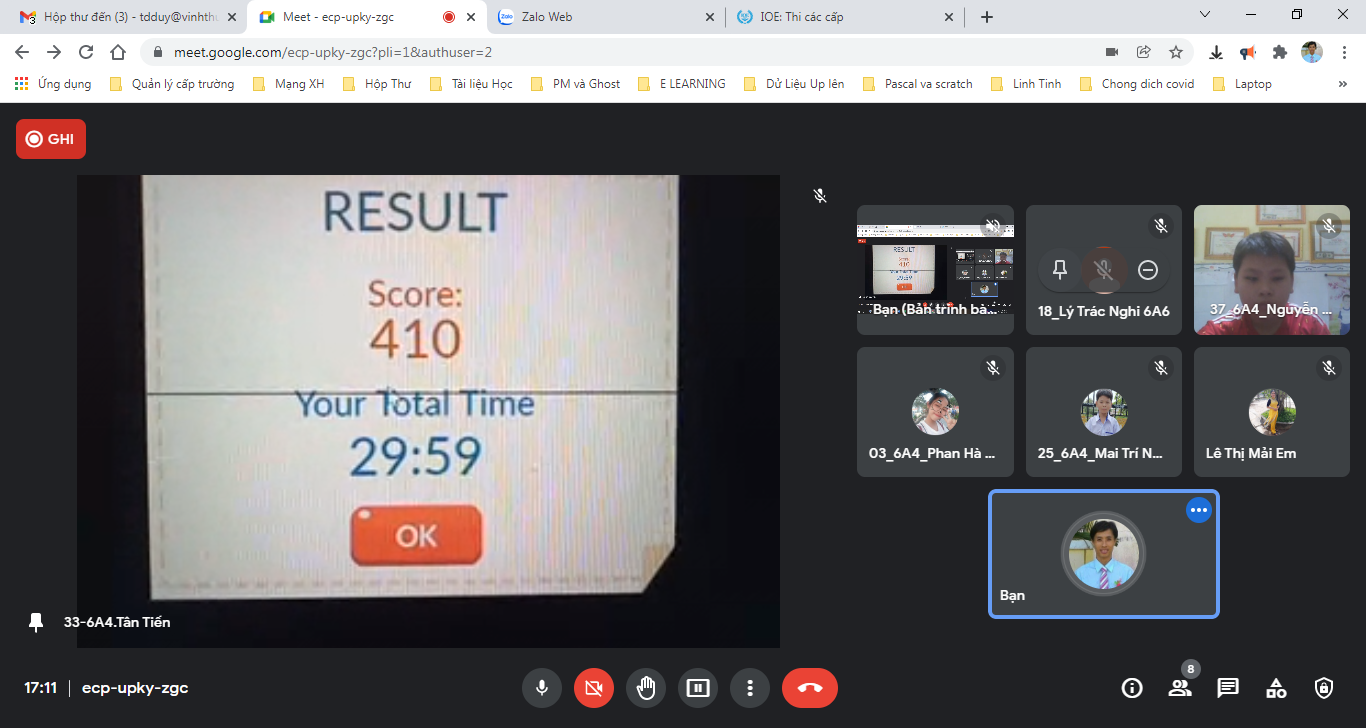 Hộp thư đến (3) - tdduy@vinhthu
Meet - ecp-upky-zgc
Zalo Web
IOE: Thi các cấp
meet.google.com/ecp-upky-zgc?pli=1&authuser=2
Ứng dụng
Quản lý cấp trường
Mạng XH
Hộp Thư
Tài liệu Học
PM và Ghost
E LEARNING
Dử Liệu Up lên
Pascal va scratch
Linh Tinh
Chong dich covid
Laptop
GHI
RESULT
Score:
410
Your Total Time
29:59
OK
33-6A4.Tân Tiến
Bạn (Bản trình bà...
18_Lý Trác Nghi 6A6
37_6A4_Nguyễn ...
03_6A4_Phan Hà ...
25_6A4_Mai Trí N...
Lê Thị Mải Em
Bạn
17:11 | ecp-upky-zgc
8